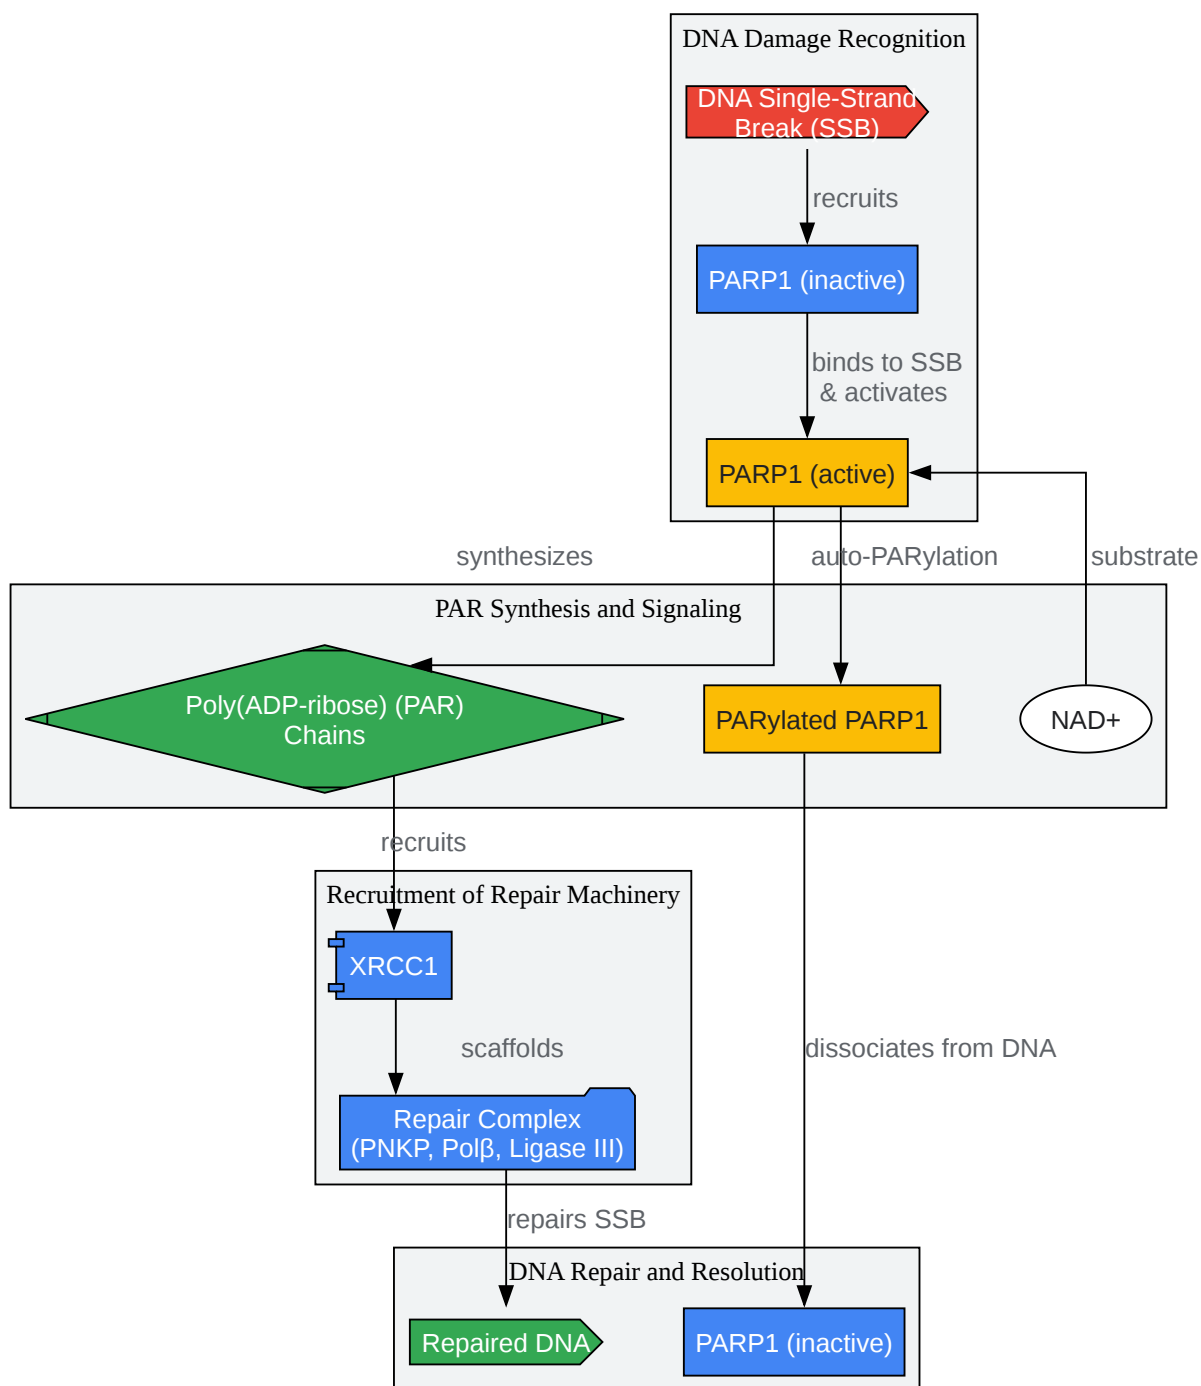 DNA Damage Recognition
DNA Single-Strand
Break (SSB)
recruits
PARP1 (inactive)
binds to SSB
& activates
PARP1 (active)
synthesizes
auto-PARylation
substrate
PAR Synthesis and Signaling
Poly(ADP-ribose) (PAR)
Chains
PARylated PARP1
NAD+
recruits
Recruitment of Repair Machinery
XRCC1
scaffolds
dissociates from DNA
Repair Complex
(PNKP, Polβ, Ligase III)
repairs SSB
DNA Repair and Resolution
Repaired DNA
PARP1 (inactive)